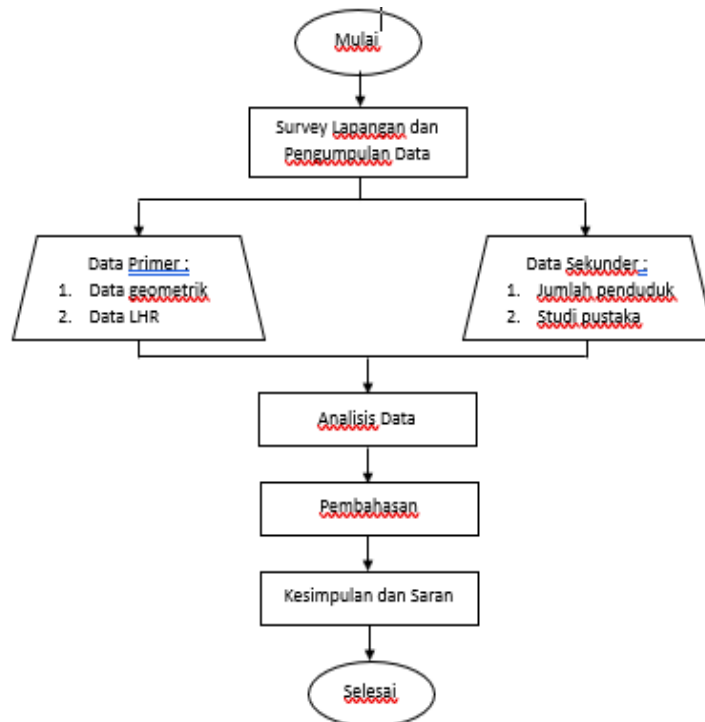 Mulai
Survey Lapangan dan
Pengumpulan Data
Data Primer :
1. Data geometrik
2. Data LHR
Data Sekunder :
1. Jumlah penduduk
2. Studi pustaka
Analisis Data
Pembahasan
Kesimpulan dan Saran
Selesai